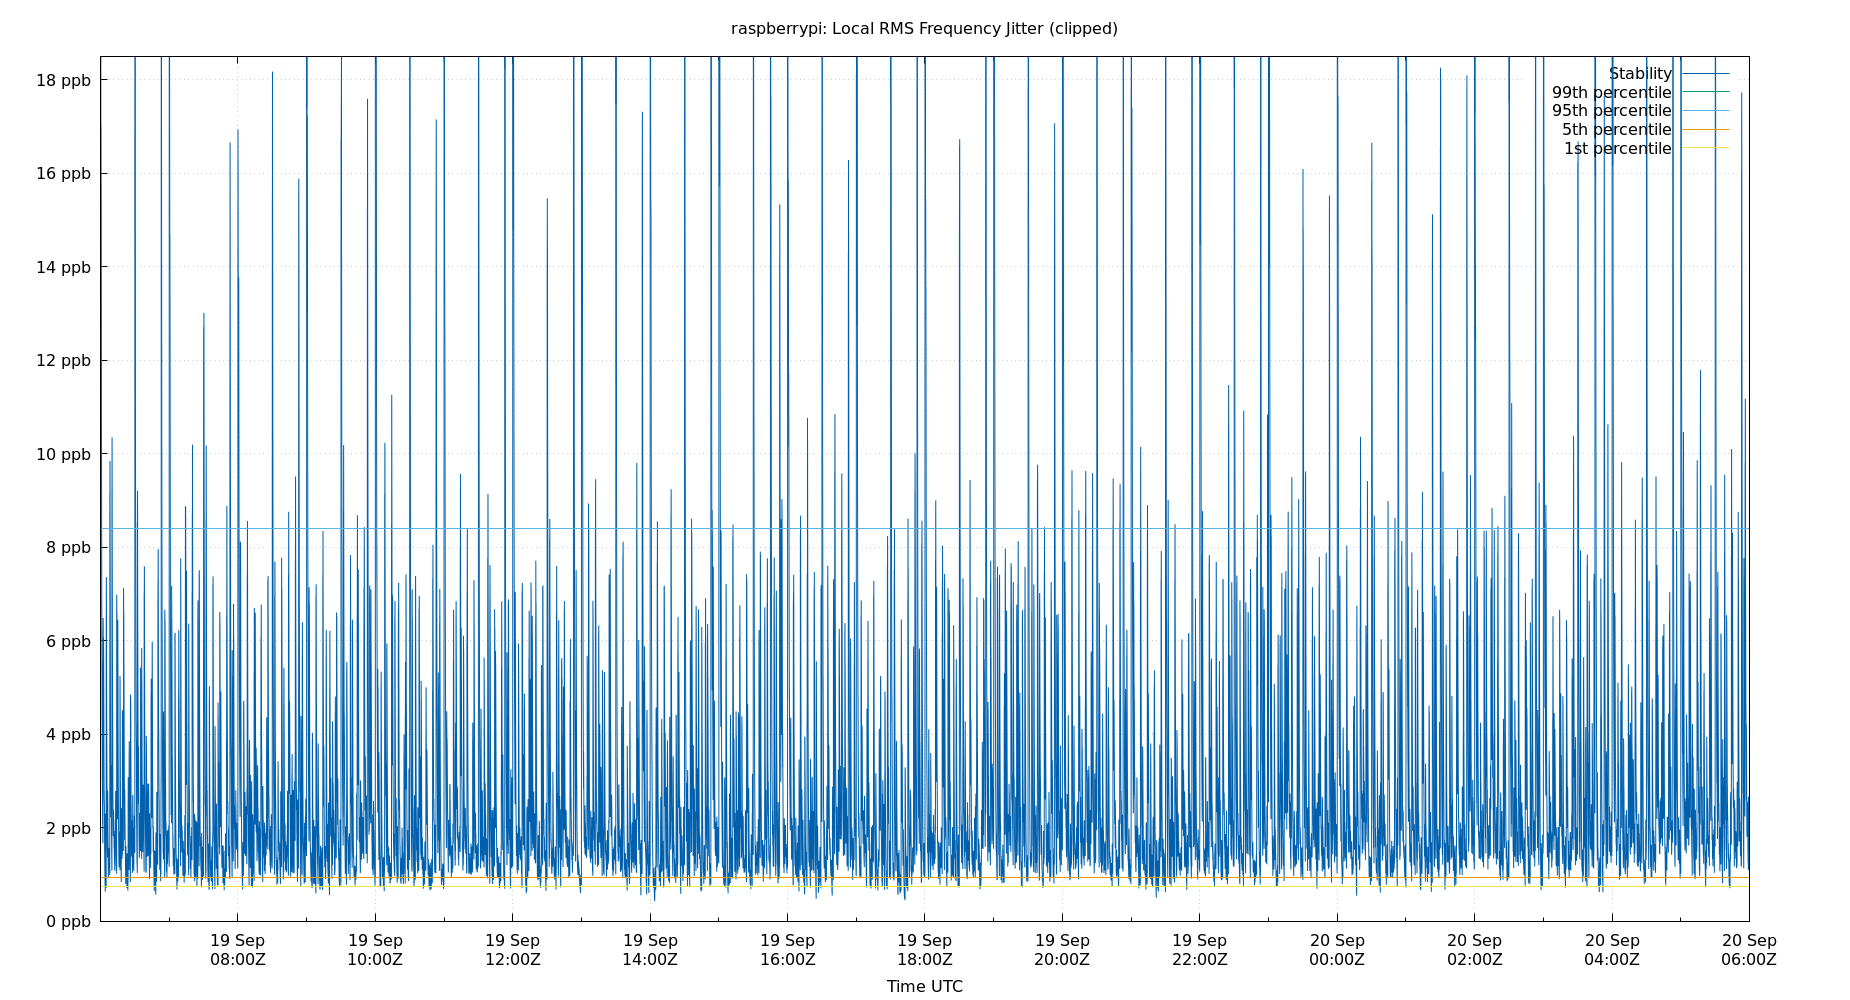 raspberrypi: Local RMS Frequency Jitter (clipped)
18 ppb
16 ppb
14 ppb
12 ppb
10 ppb
8 ppb
6 ppb
4 ppb
2 ppb
0 ppb
Stability
99th percentile
95th percentile
5th percentile
1st percentile
19 Sep 19 Sep 19 Sep 19 Sep 19 Sep 19 Sep 19 Sep 19 Sep 20 Sep 20 Sep 20 Sep 20 Sep
08:00Z 10:00Z 12:00Z 14:00Z 16:00Z 18:00Z 20:00Z 22:00Z 00:00Z 02:00Z 04:00Z 06:00Z
Time UTC